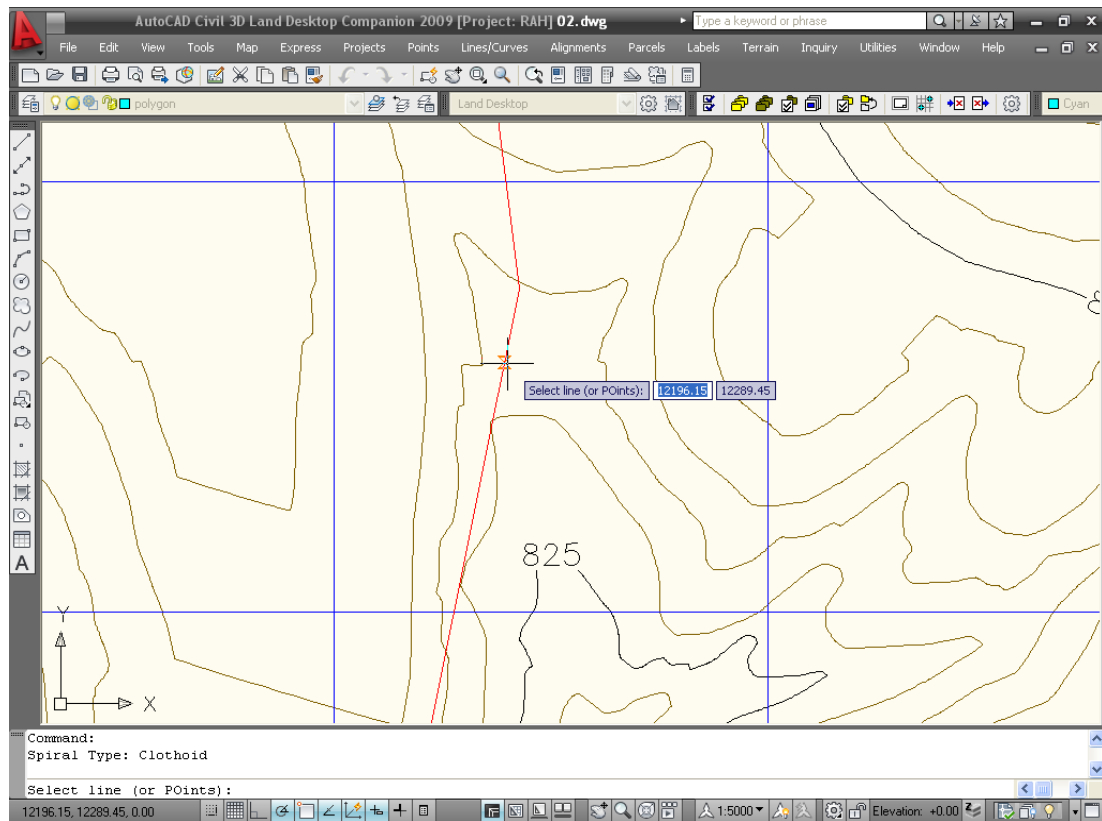 AutoCAD Civil 3D Land Desktop Companion 2009 [Project: RAH] 02.dwg
Type a keyword or phrase
File Edit View Tools Map Express Projects Points Lines/Curves Alignments Parcels Labels Terrain Inquiry Utilities Window Help
polygon
Land Desktop
Cyan
A
Select line (or POints): 12196.15 12289.45
825
Y
X
Command:
Spiral Type: Clothoid
Select line (or POints):
12196.15, 12289.45, 0.00
1:5000
Elevation: +0.00